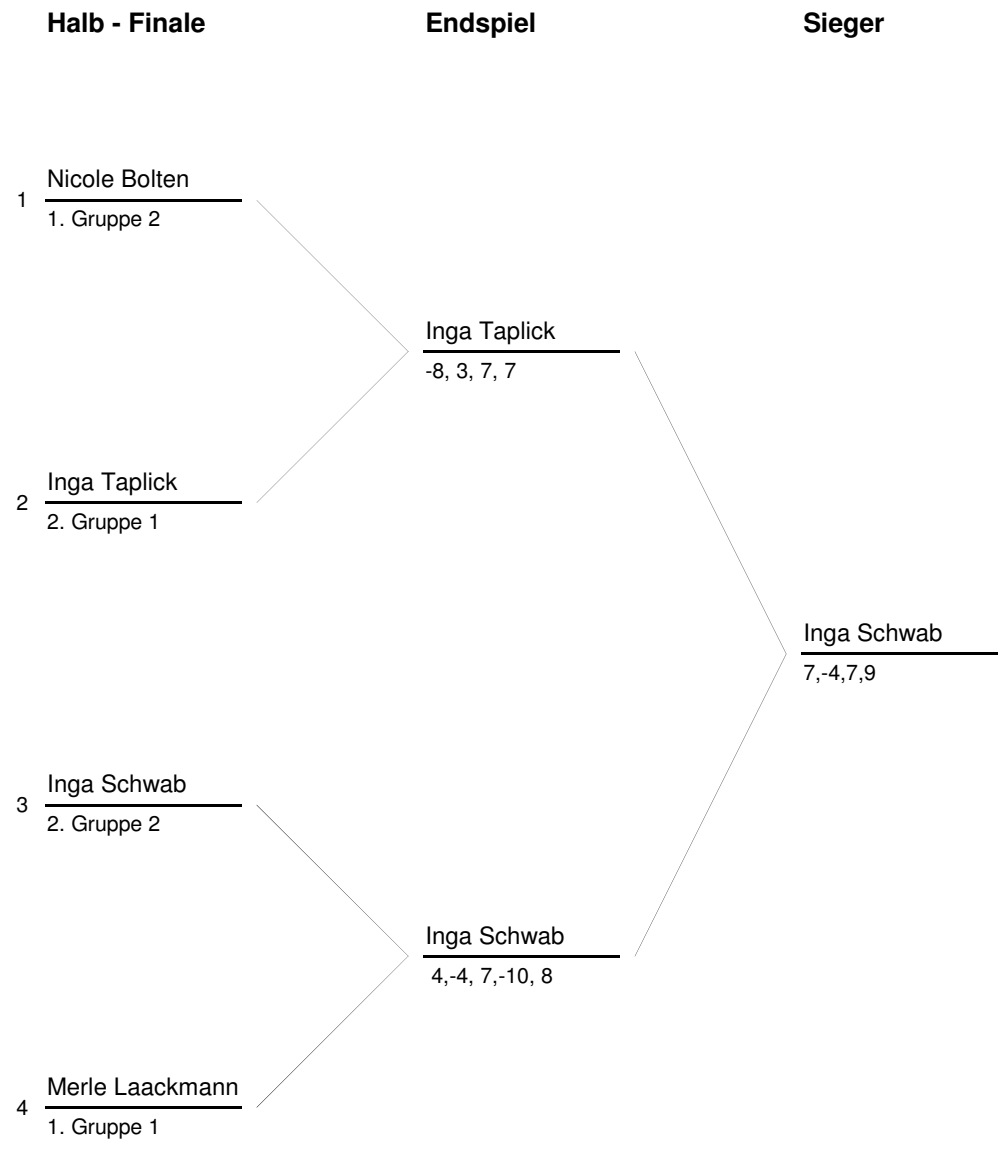 Halb - Finale
Endspiel
Sieger
Nicole Bolten
1
1. Gruppe 2
Inga Taplick
-8, 3, 7, 7
Inga Taplick
2
2. Gruppe 1
Inga Schwab
7,-4,7,9
Inga Schwab
3
2. Gruppe 2
Inga Schwab
4,-4, 7,-10, 8
Merle Laackmann
4
1. Gruppe 1